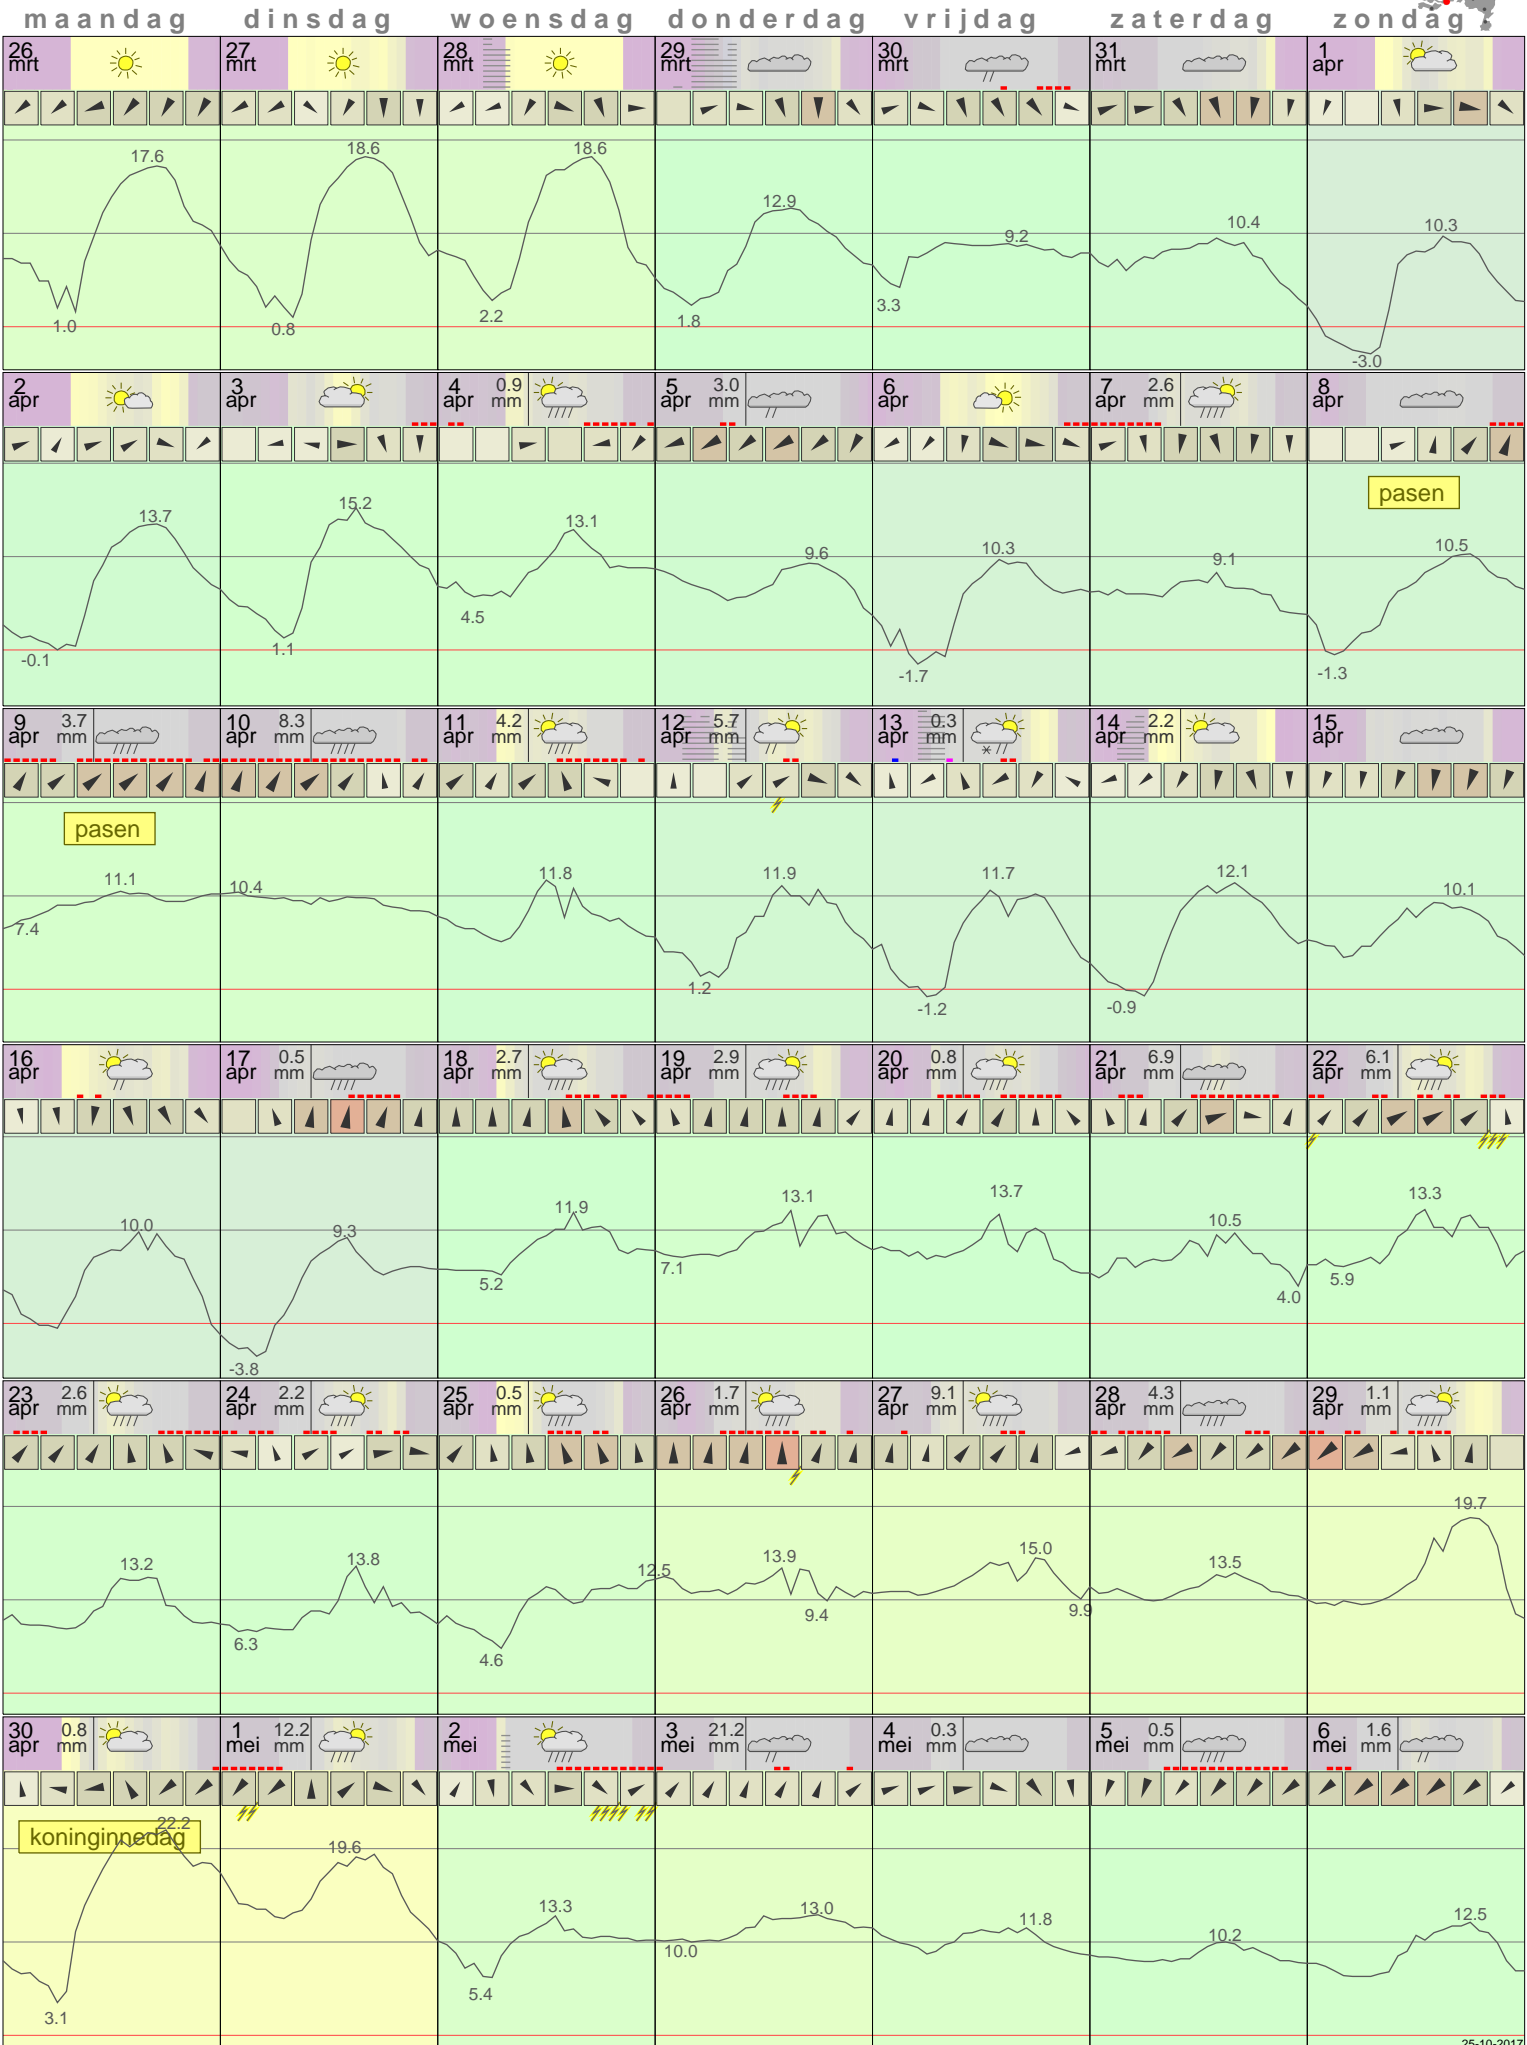 maandag dinsdag woensdag donderdag vrijdag zaterdag zondag
26 mrt 27 mrt 28 mrt 29 mrt 30 mrt 31 mrt 1 apr
17.6 18.6 18.6 12.9 9.2 10.4 10.3
1.0 0.8 2.2 1.8 3.3 -3.0
2 apr 3 apr 4 apr 0.9 mm 5 apr 3.0 mm 6 apr 7 apr 2.6 mm 8 apr
pasen
13.7 15.2 13.1 9.6 10.3 9.1 10.5
-0.1 1.1 4.5 -1.7 -1.3
9 apr 3.7 mm 10 apr 8.3 mm 11 apr 4.2 mm 12 apr 5.7 mm 13 apr 0.3 mm 14 apr 2.2 mm 15 apr
pasen
11.1 10.4 11.8 11.9 11.7 12.1 10.1
7.4 1.2 -1.2 -0.9
16 apr 17 apr 0.5 mm 18 apr 2.7 mm 19 apr 2.9 mm 20 apr 0.8 mm 21 apr 6.9 mm 22 apr 6.1 mm
10.0 9.3 11.9 13.1 13.7 10.5 13.3
-3.8 5.2 7.1 4.0 5.9
23 apr 2.6 mm 24 apr 2.2 mm 25 apr 0.5 mm 26 apr 1.7 mm 27 apr 9.1 mm 28 apr 4.3 mm 29 apr 1.1 mm
13.2 13.8 12.5 13.9 15.0 13.5 19.7
6.3 4.6 9.4 9.9
30 apr 0.8 mm 1 mei 12.2 mm 2 mei 3 mei 21.2 mm 4 mei 0.3 mm 5 mei 0.5 mm 6 mei 1.6 mm
koninginnedag
22.2 19.6 13.3 13.0 11.8 10.2 12.5
3.1 5.4 10.0
25-10-2017